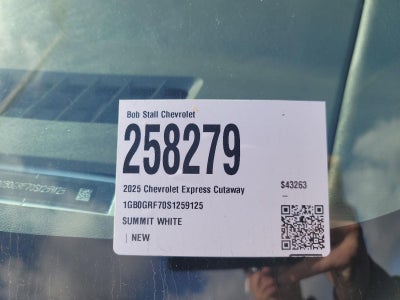 Bob Stall Chevrolet
258279
2025 Chevrolet Express Cutaway
$43263
1GB0GRF70S1259125
SUMMIT WHITE
| NEW